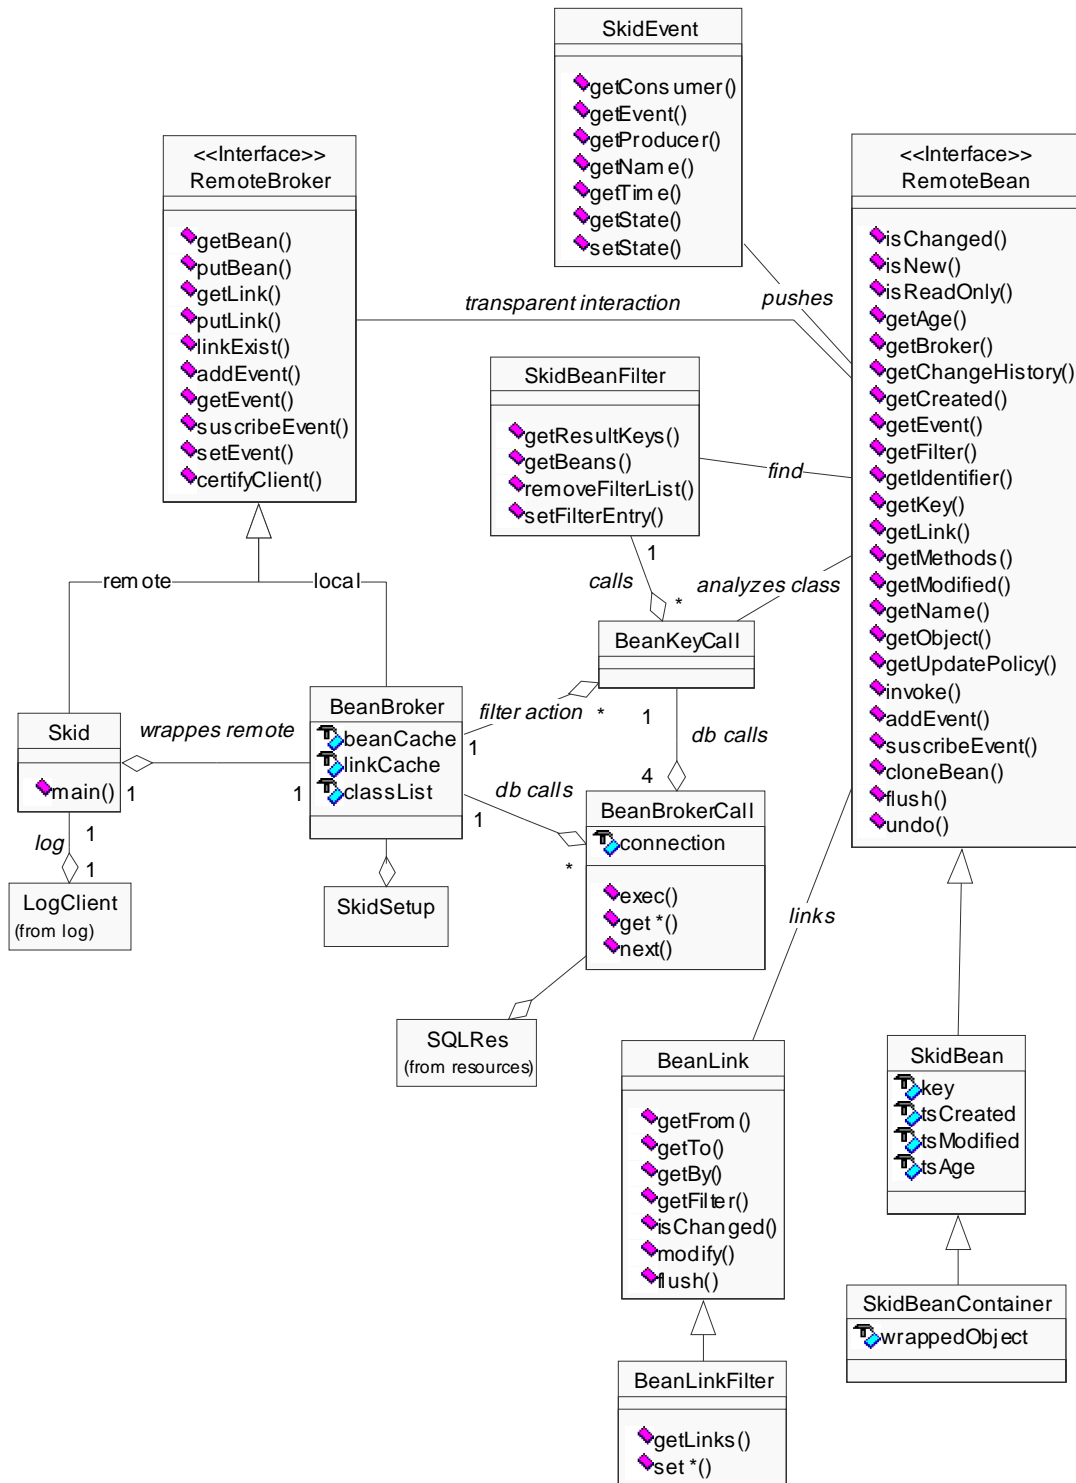 SkidEvent
getConsumer()
getEvent()
getProducer()
getName()
getTime()
getState()
setState()
<<Interface>>
RemoteBroker
getBean()
putBean()
getLink()
putLink()
linkExist()
addEvent()
getEvent()
suscribeEvent()
setEvent()
certifyClient()
<<Interface>>
RemoteBean
isChanged()
isNew()
isReadOnly()
getAge()
getBroker()
getChangeHistory()
getCreated()
getEvent()
getFilter()
getIdentifier()
getKey()
getLink()
getMethods()
getModified()
getName()
getObject()
getUpdatePolicy()
invoke()
addEvent()
suscribeEvent()
cloneBean()
flush()
undo()
transparent interaction
pushes
SkidBeanFilter
getResultKeys()
getBeans()
removeFilterList()
setFilterEntry()
find
1
calls
*
analyzes class
remote
local
BeanKeyCall
Skid
main()
wrappes remote
1
1
BeanBroker
beanCache
linkCache
classList
filter action
1
*
1
db calls
4
db calls
1
*
log
1
1
LogClient
(from log)
SkidSetup
BeanBrokerCall
connection
exec()
get *()
next()
links
SQLRes
(from resources)
BeanLink
getFrom()
getTo()
getBy()
getFilter()
isChanged()
modify()
flush()
SkidBean
key
tsCreated
tsModified
tsAge
SkidBeanContainer
wrappedObject
BeanLinkFilter
getLinks()
set *()